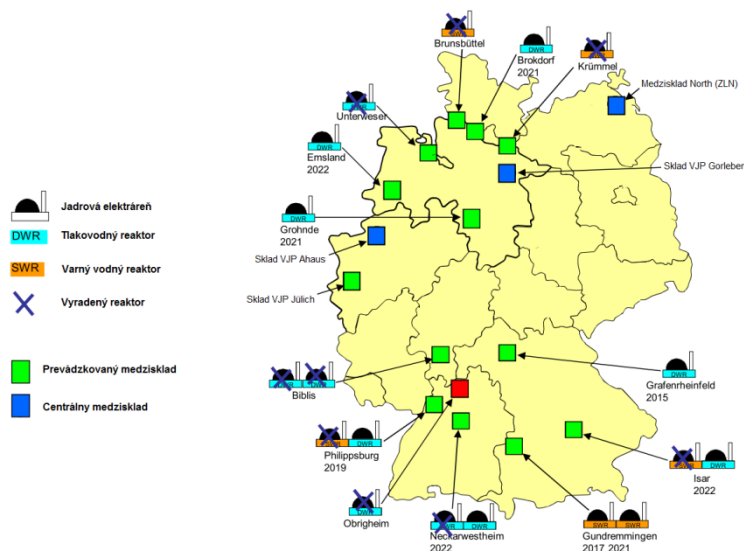 Brunsbüttel
DWR
Brokdorf
2021
Krümmel
Medzisklad North (ZLN)
Unterweser
DWR
Emsland
2022
Sklad VJP Gorleben
Jadrová elektráreň
DWR
Tlakovodný reaktor
DWR
Grohnde
2021
SWR
Varný vodný reaktor
Sklad VJP Ahaus
Vyradený reaktor
Sklad VJP Jülich
Prevádzkovaný medzisklad
DWR
Grafenrheinfeld
2015
Biblis
Centrálny medzisklad
DWR
Philippsburg
2019
DWR
Isar
2022
DWR
Obrigheim
DWR
Neckarwestheim
2022
SWR SWR
Gundremmingen
2017 2021